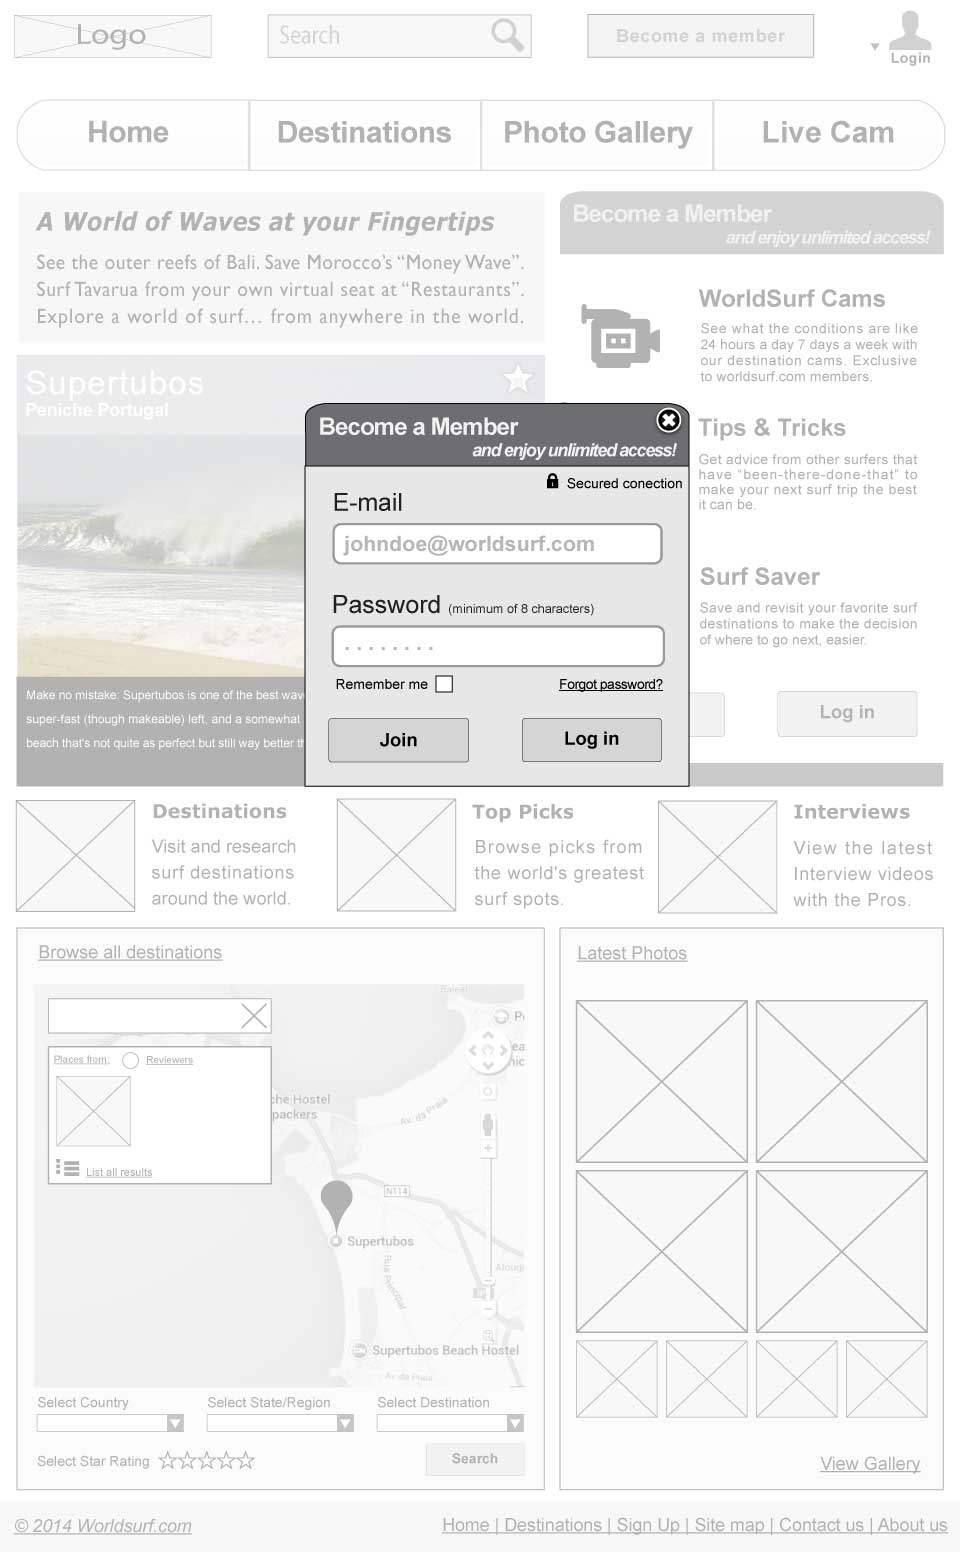 Logo
Search
Become a member
Login
Home
Destinations
Photo Gallery
Live Cam
A World of Waves at your Fingertips
See the outer reefs of Bali. Save Morocco's “Money Wave”.
Surf Tavarua from your own virtual seat at “Restaurants”.
Explore a world of surf... from anywhere in the world.
Become a Member
and enjoy unlimited access!
WorldSurf Cams
See what the conditions are like
24 hours a day 7 days a week with
our destination cams. Exclusive
to worldsurf.com members.
Tips & Tricks
Get advice from other surfers that
have “been-there-done-that” to
make your next surf trip the best
it can be.
Surf Saver
Save and revisit your favorite surf
destinations to make the decision
of where to go next, easier.
Log in
Supertubos
Peniche Portugal
Make no mistake: Supertubos is one of the best
super-fast (though makeable) left, and a somewhat
beach that's not quite as perfect but still way better
Become a Member
and enjoy unlimited access!
Secured conection
E-mail
johndoe@worldsurf.com
Password (minimum of 8 characters)
Remember me
Forgot password?
Join
Log in
Destinations
Visit and research
surf destinations
around the world.
Top Picks
Browse picks from
the world's greatest
surf spots.
Interviews
View the latest
Interview videos
with the Pros.
Browse all destinations
Places from:
Reviewers
List all results
Baleal
Hostel
packers
Av. da Praia
N114
Supertubos
Rua Principal
Supertubos Beach Hostel
Av. da Praia
Select Country
Select State/Region
Select Destination
Select Star Rating
Search
Latest Photos
View Gallery
© 2014 Worldsurf.com
Home | Destinations | Sign Up | Site map | Contact us | About us